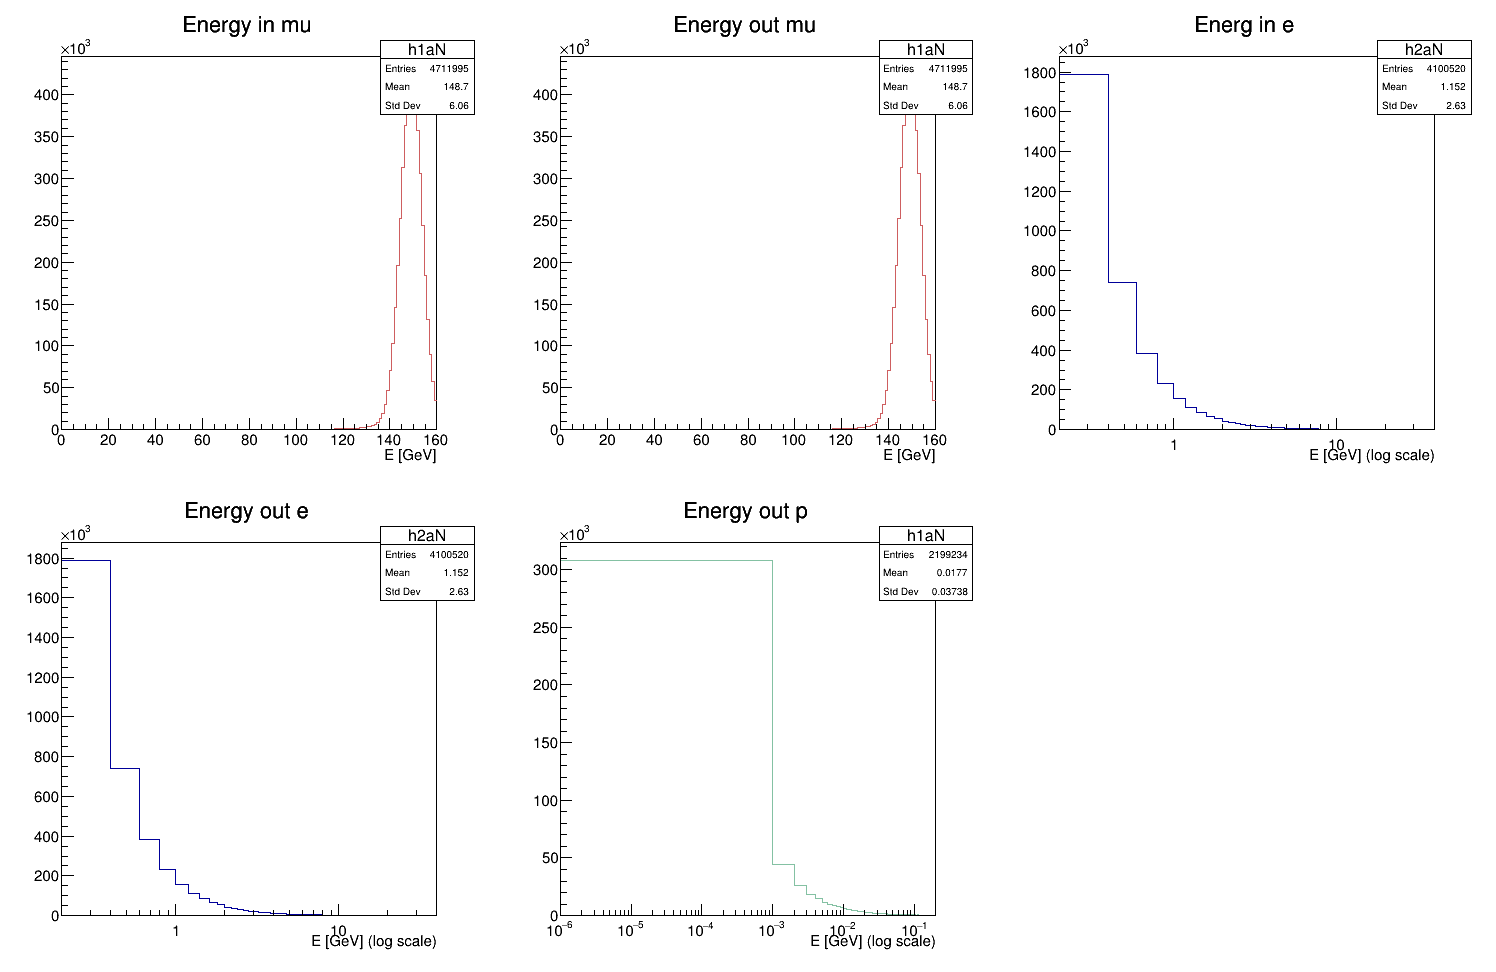 Energy in mu
×10³
h1aN
Entries 4711995
Mean 148.7
Std Dev 6.06
400
350
300
250
200
150
100
50
0
0 20 40 60 80 100 120 140 160
E [GeV]
Energy out mu
×10³
h1aN
Entries 4711995
Mean 148.7
Std Dev 6.06
400
350
300
250
200
150
100
50
0
0 20 40 60 80 100 120 140 160
E [GeV]
Energ in e
×10³
h2aN
Entries 4100520
Mean 1.152
Std Dev 2.63
1800
1600
1400
1200
1000
800
600
400
200
0
1 10
E [GeV] (log scale)
Energy out e
×10³
h2aN
Entries 4100520
Mean 1.152
Std Dev 2.63
1800
1600
1400
1200
1000
800
600
400
200
0
1 10
E [GeV] (log scale)
Energy out p
×10³
h1aN
Entries 2199234
Mean 0.0177
Std Dev 0.03738
300
250
200
150
100
50
0
10⁻⁶ 10⁻⁵ 10⁻⁴ 10⁻³ 10⁻² 10⁻¹
E [GeV] (log scale)